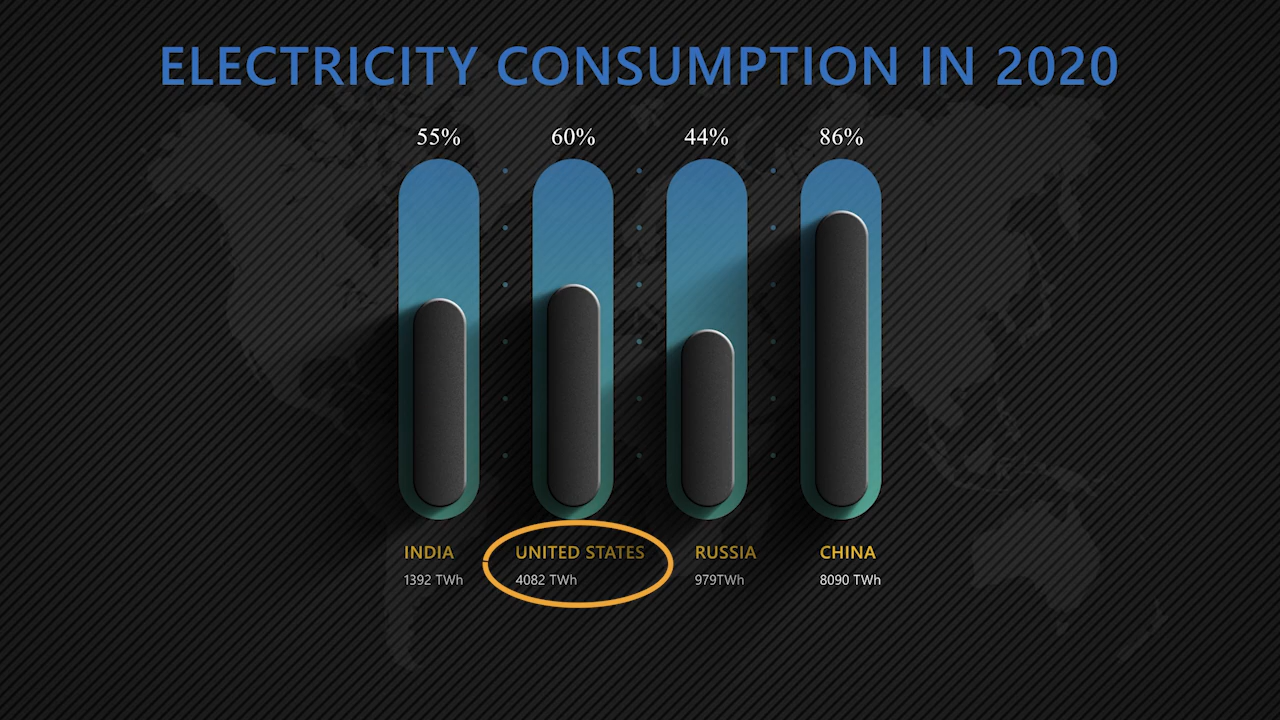 ELECTRICITY CONSUMPTION IN 2020
55% 60% 44% 86%
INDIA UNITED STATES RUSSIA CHINA
1392 TWh 4082 TWh 979TWh 8090 TWh